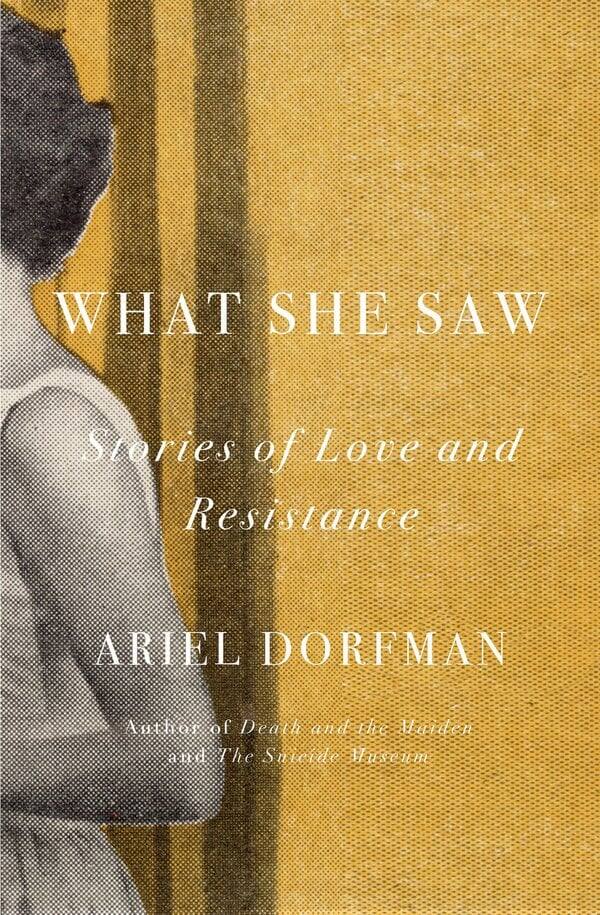 WHAT SHE SAW
Stories of Love and
Resistance
ARIEL DORFMAN
Author of Death and the Maiden
and The Suicide Museum